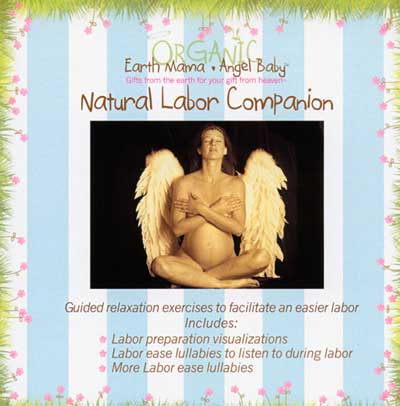 ORGANIC
Earth Mama • Angel Baby™
Gifts from the earth for your gift from heaven™
Natural Labor Companion
Guided relaxation exercises to facilitate an easier labor
Includes:
Labor preparation visualizations
Labor ease lullabies to listen to during labor
More Labor ease lullabies